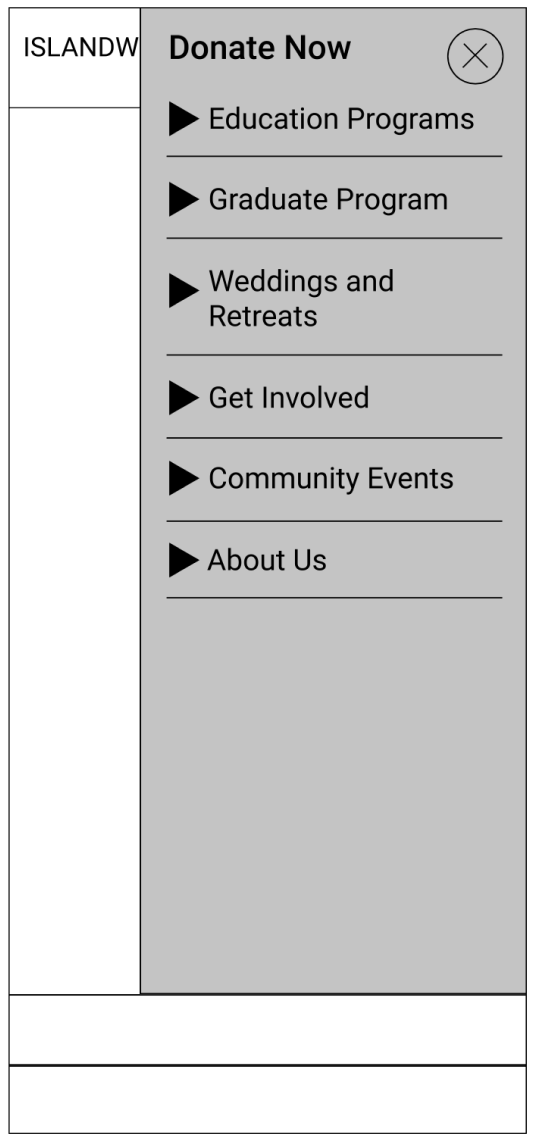 ISLANDW
Donate Now
Education Programs
Graduate Program
Weddings and
Retreats
Get Involved
Community Events
About Us